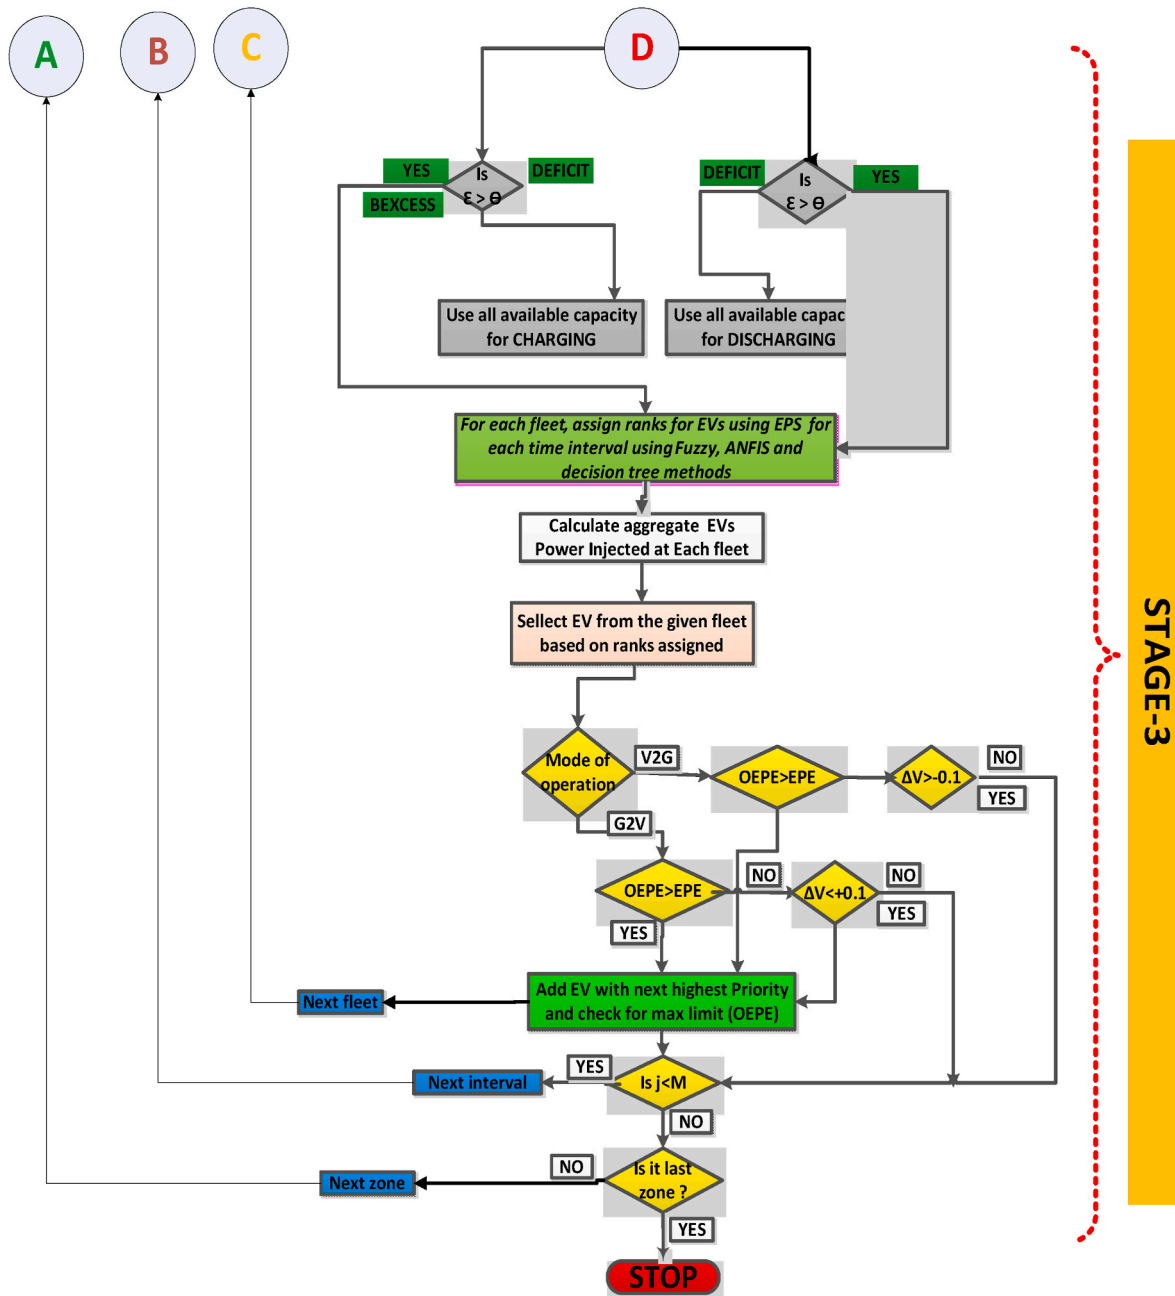 A
B
C
D
YES
BEXCESS
Is
Ɛ > Ɵ
DEFICIT
DEFICIT
Is
Ɛ > Ɵ
YES
Use all available capacity
for CHARGING
Use all available capac
for DISCHARGING
For each fleet, assign ranks for EVs using EPS for
each time interval using Fuzzy, ANFIS and
decision tree methods
Calculate aggregate EVs
Power Injected at Each fleet
Sellect EV from the given fleet
based on ranks assigned
Mode of
operation
V2G
OEPE>EPE
ΔV>-0.1
NO
YES
G2V
OEPE>EPE
NO
ΔV<+0.1
NO
YES
YES
Add EV with next highest Priority
and check for max limit (OEPE)
Next fleet
Is j<M
YES
Next interval
NO
Is it last
zone ?
NO
Next zone
YES
STOP
STAGE-3